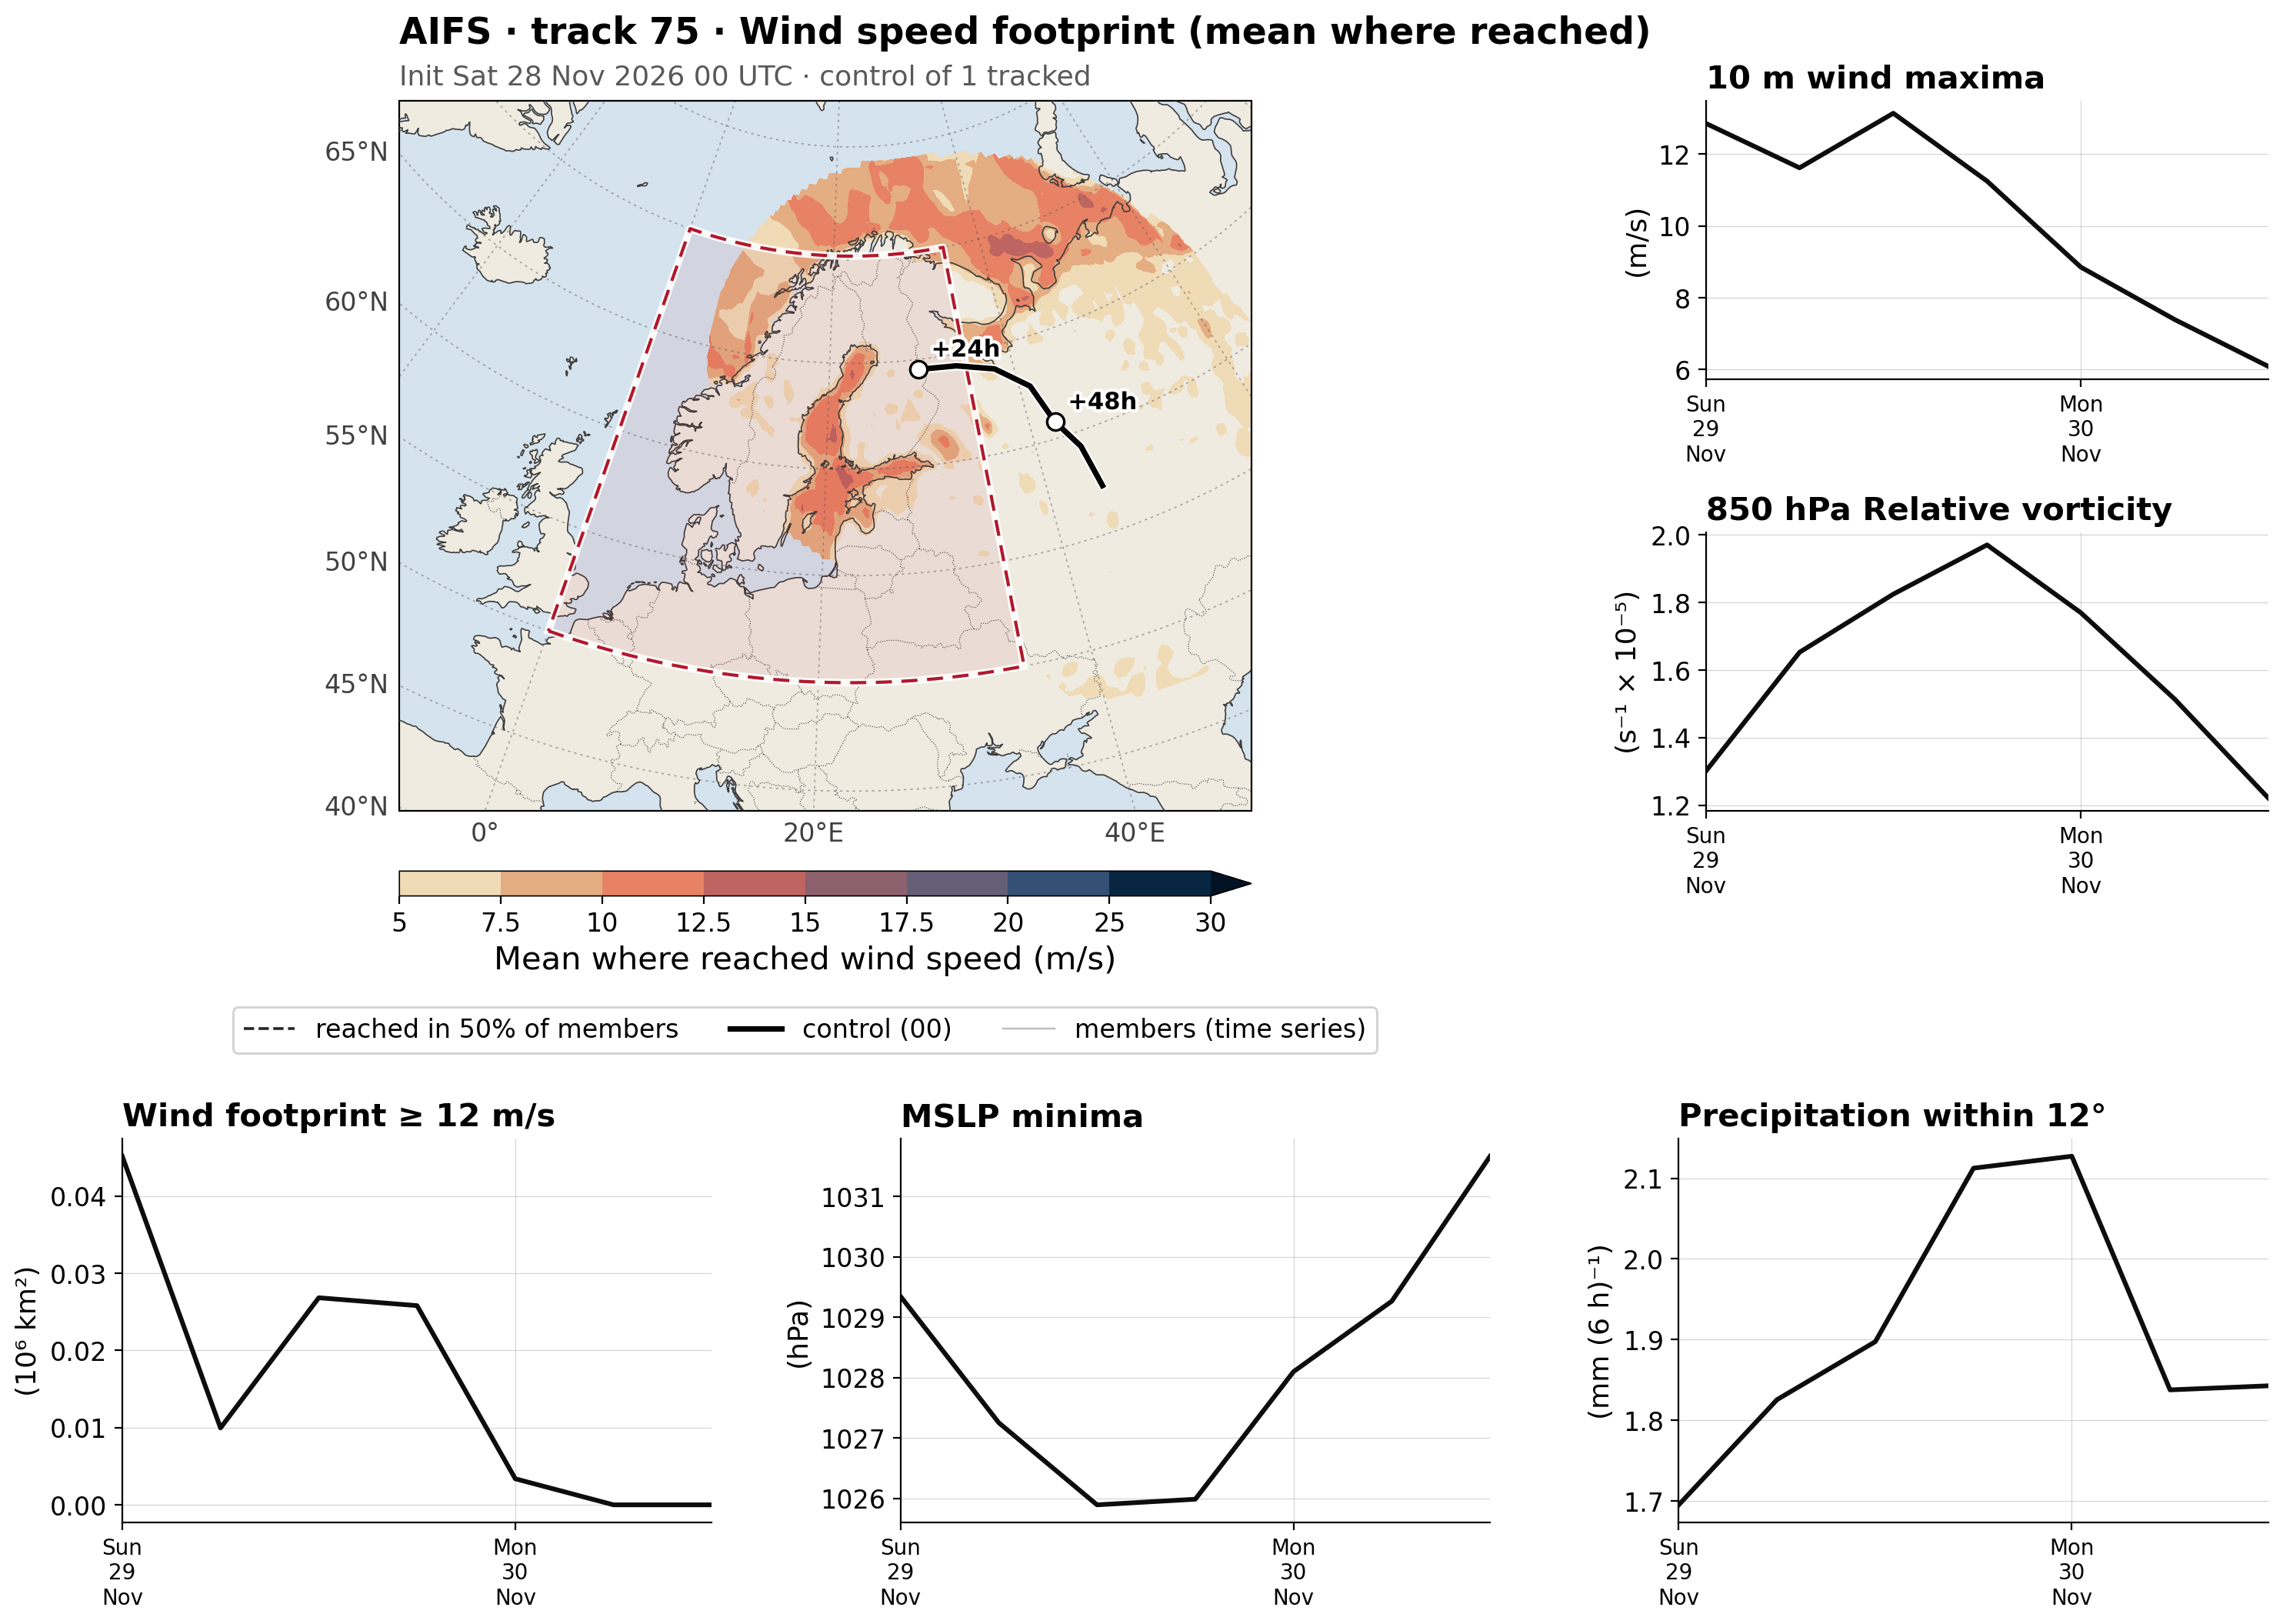 AIFS · track 75 · Wind speed footprint (mean where reached)
Init Sat 28 Nov 2026 00 UTC · control of 1 tracked
65°N
60°N
55°N
50°N
45°N
40°N
0°
20°E
40°E
+24h
+48h
5
7.5
10
12.5
15
17.5
20
25
30
Mean where reached wind speed (m/s)
reached in 50% of members
control (00)
members (time series)
10 m wind maxima
(m/s)
12
10
8
6
Sun
29
Nov
Mon
30
Nov
850 hPa Relative vorticity
(s⁻¹ × 10⁻⁵)
2.0
1.8
1.6
1.4
1.2
Sun
29
Nov
Mon
30
Nov
Wind footprint ≥ 12 m/s
(10⁶ km²)
0.04
0.03
0.02
0.01
0.00
Sun
29
Nov
Mon
30
Nov
MSLP minima
(hPa)
1031
1030
1029
1028
1027
1026
Sun
29
Nov
Mon
30
Nov
Precipitation within 12°
(mm (6 h)⁻¹)
2.1
2.0
1.9
1.8
1.7
Sun
29
Nov
Mon
30
Nov